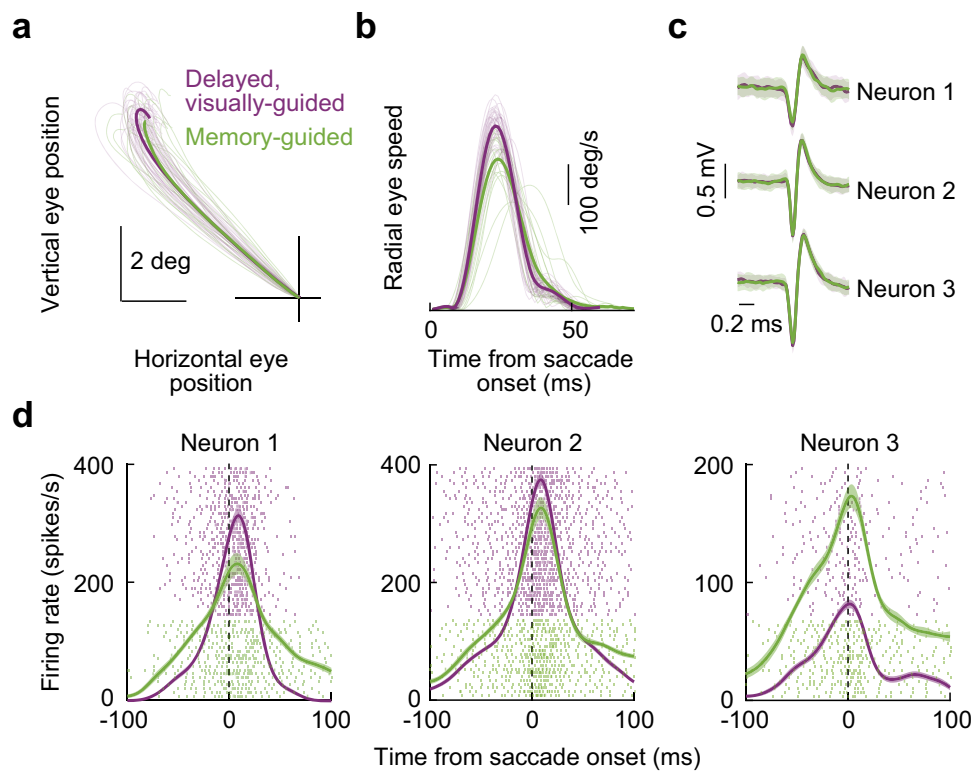 a
Delayed,
visually-guided
Memory-guided
Vertical eye position
2 deg
Horizontal eye
position
b
Radial eye speed
100 deg/s
0
50
Time from saccade
onset (ms)
c
Neuron 1
Neuron 2
Neuron 3
0.5 mV
0.2 ms
d
Firing rate (spikes/s)
Neuron 1
400
200
0
-100
0
100
Neuron 2
400
200
0
-100
0
100
Neuron 3
200
100
0
-100
0
100
Time from saccade onset (ms)